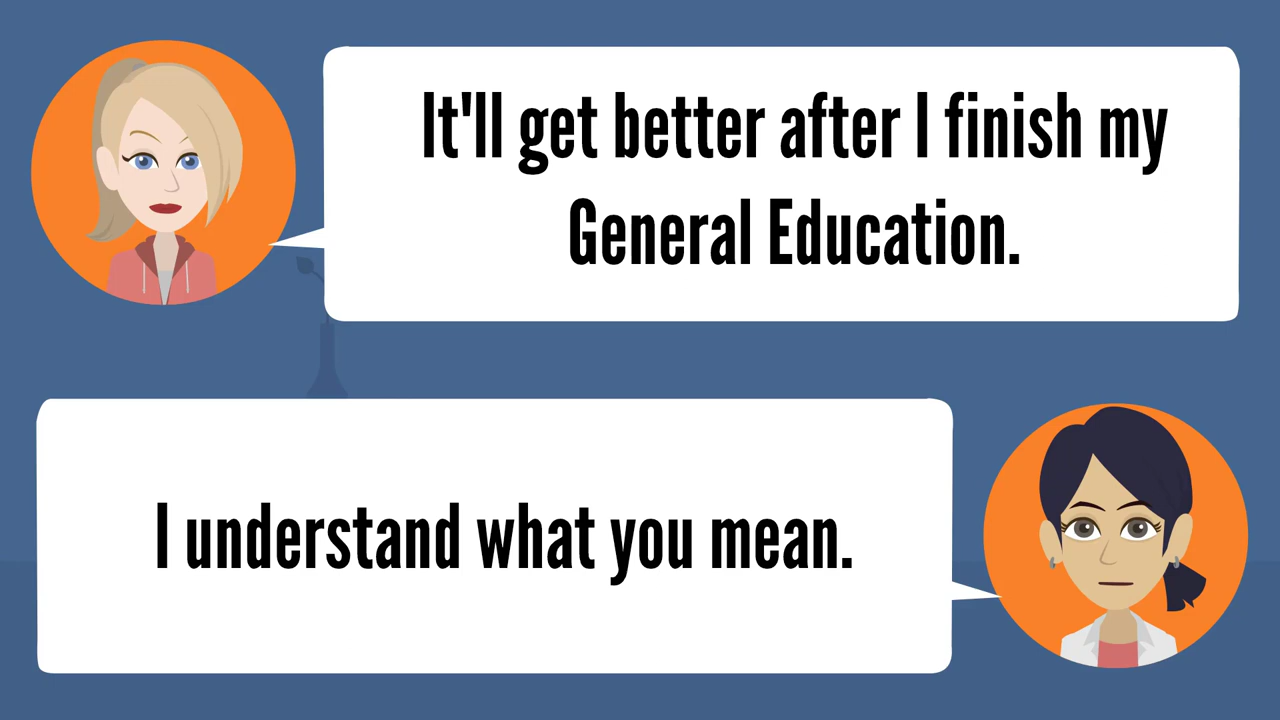 It'll get better after I finish my
General Education.
I understand what you mean.